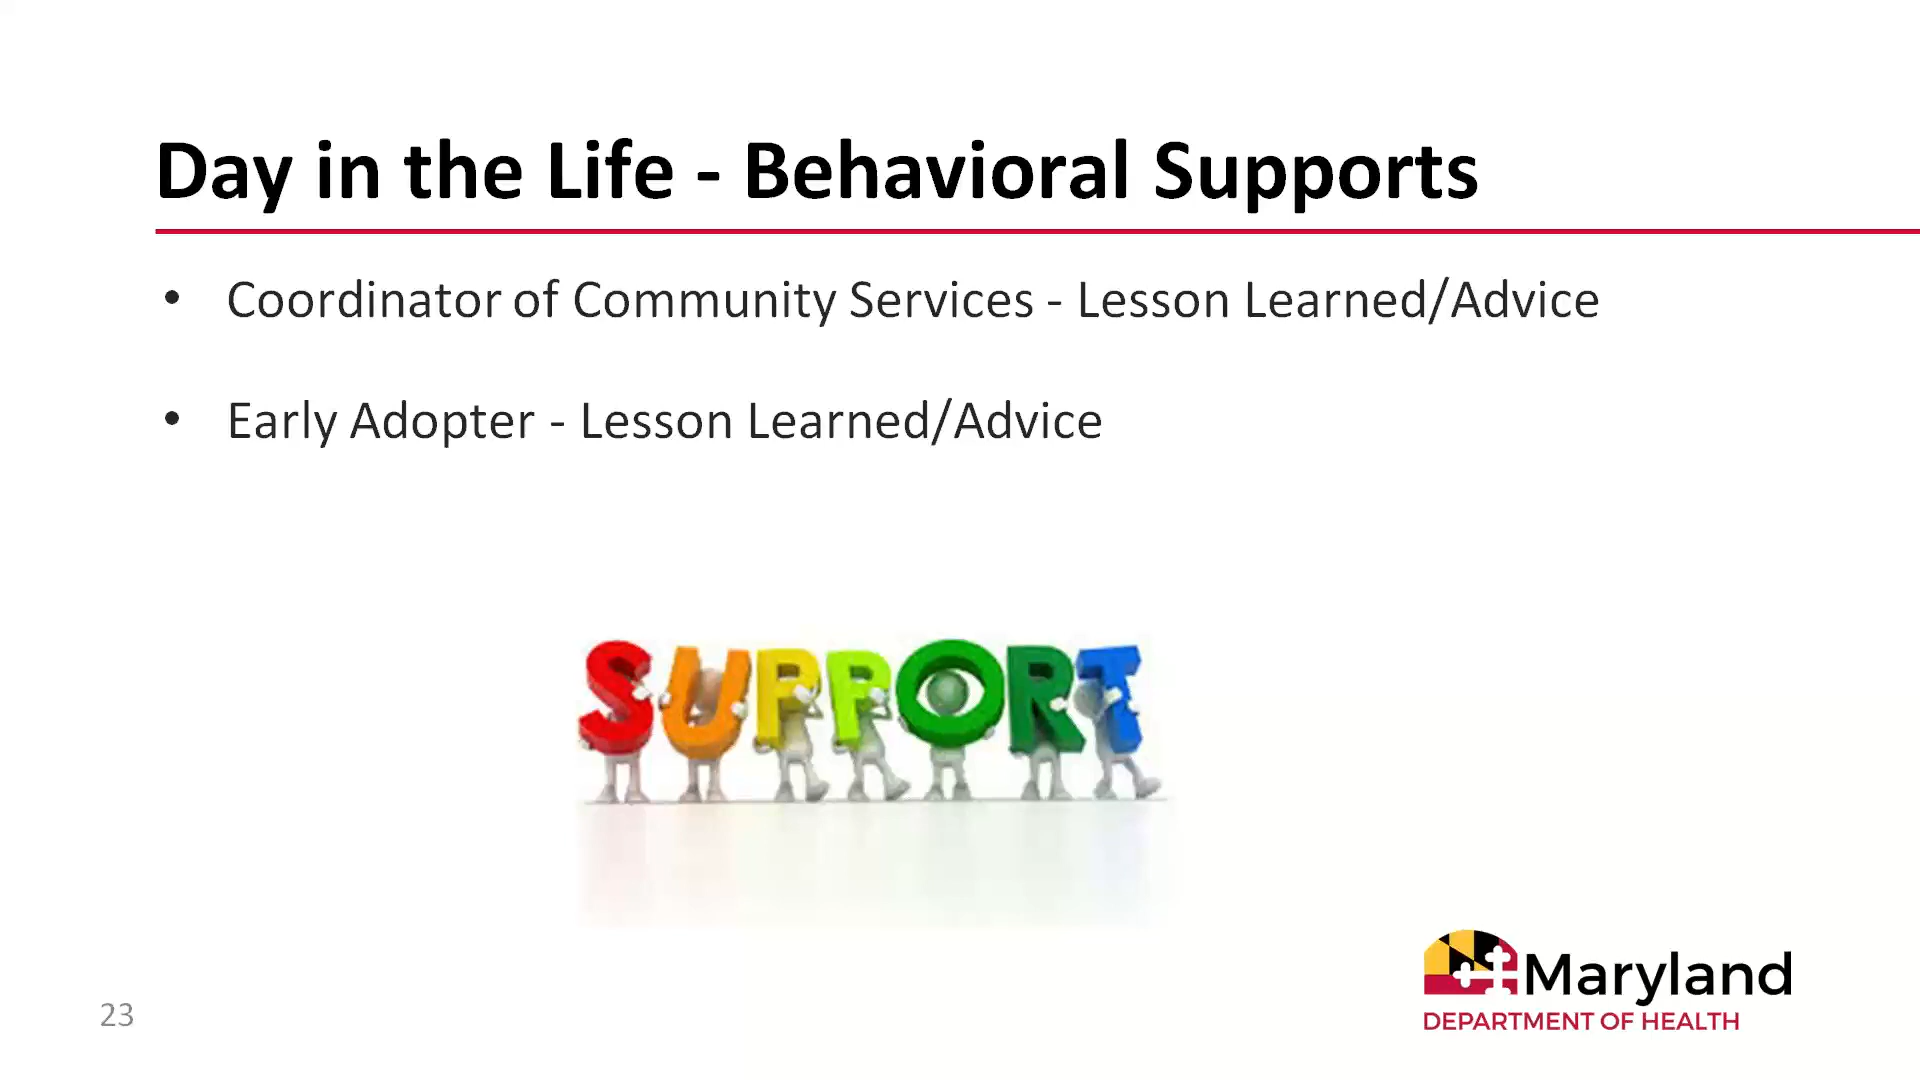 Day in the Life - Behavioral Supports
• Coordinator of Community Services - Lesson Learned/Advice
• Early Adopter - Lesson Learned/Advice
SUPPORT
Maryland
DEPARTMENT OF HEALTH
23